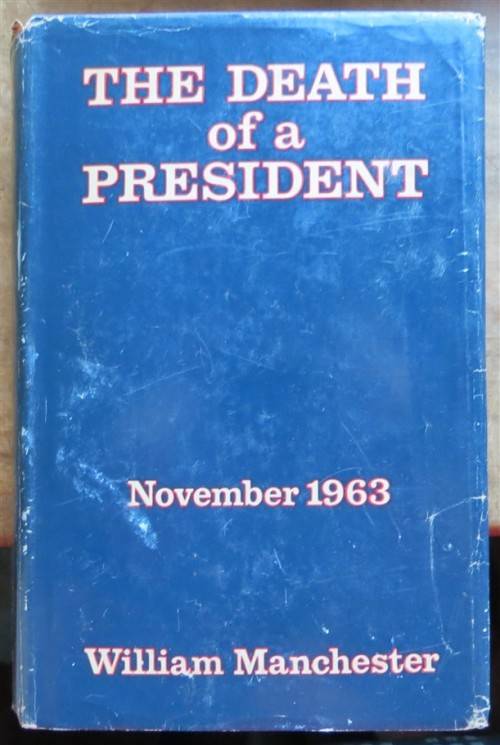 THE DEATH
of a
PRESIDENT
November 1963
William Manchester